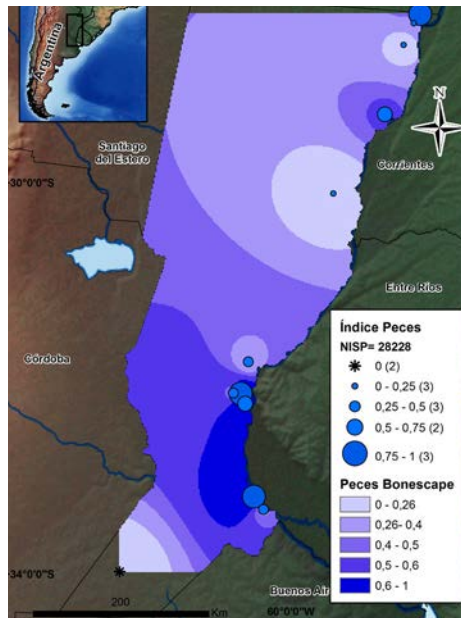 Argentina
N
Santiago
del Estero
Corrientes
30°0'0"S
Entre Ríos
Córdoba
Índice Peces
NISP= 28228
0 (2)
0 - 0,25 (3)
0,25 - 0,5 (3)
0,5 - 0,75 (2)
0,75 - 1 (3)
Peces Bonescape
0 - 0,26
0,26- 0,4
0,4 - 0,5
0,5 - 0,6
0,6 - 1
34°0'0"S
Buenos Air
200
Km
60°0'0"O